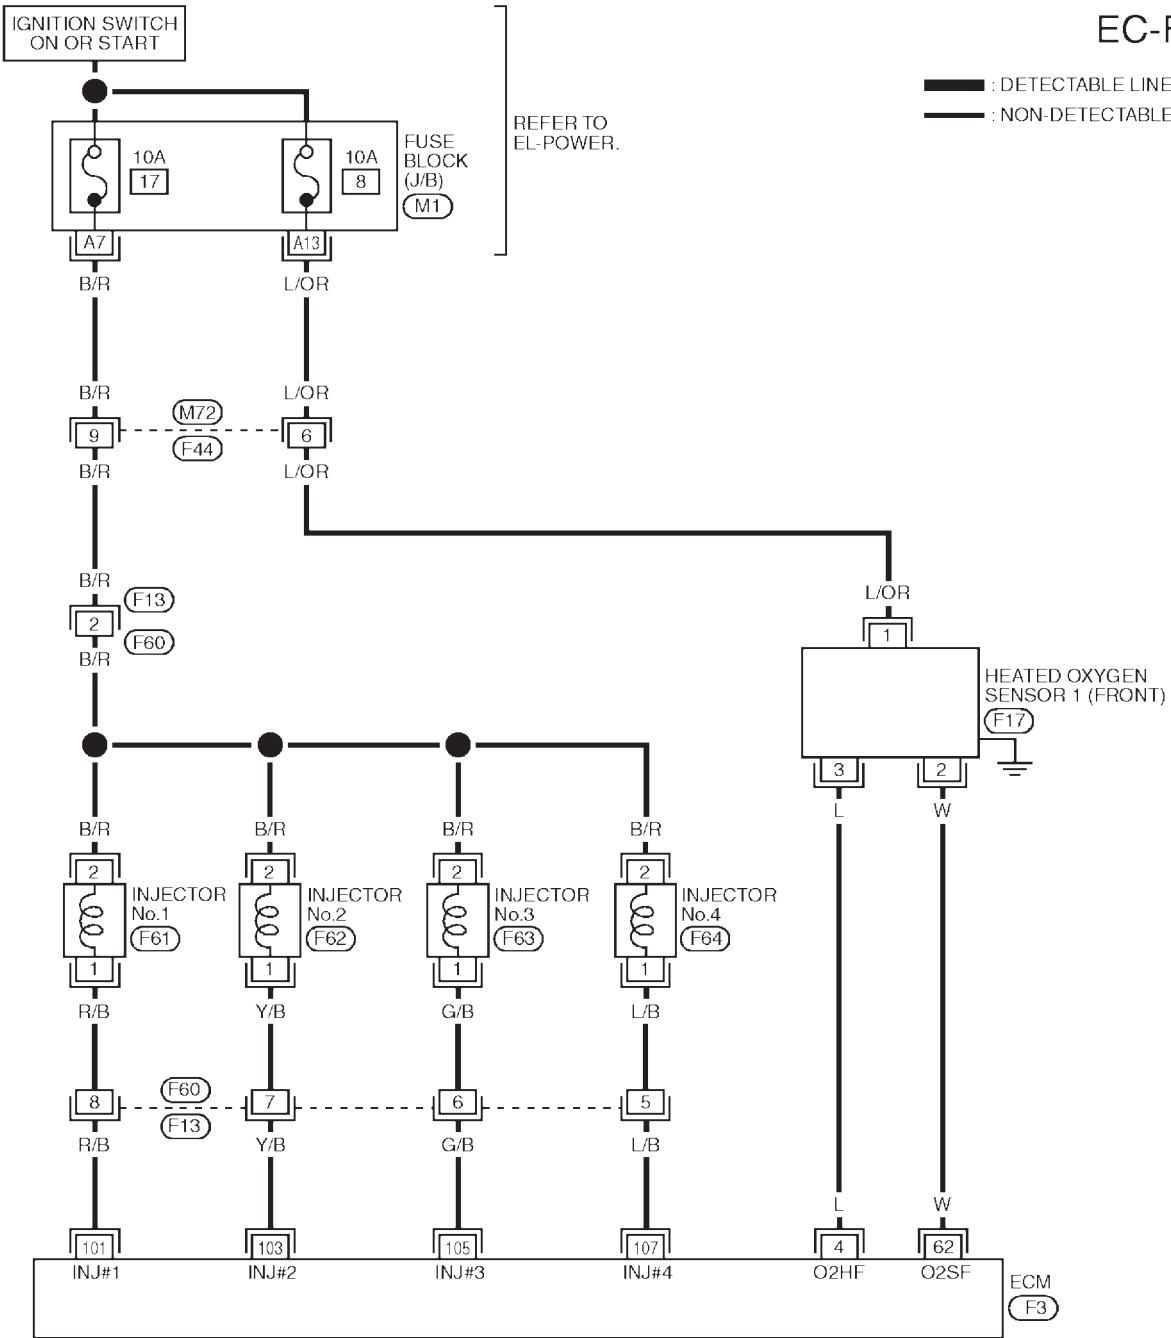 IGNITION SWITCH
ON OR START
EC-F
: DETECTABLE LINE
: NON-DETECTABLE
REFER TO
EL-POWER.
10A
17
10A
8
FUSE
BLOCK
(J/B)
M1
A7
A13
B/R
L/OR
B/R
L/OR
M72
9
6
F44
B/R
L/OR
B/R
F13
2
F60
B/R
L/OR
1
HEATED OXYGEN
SENSOR 1 (FRONT)
F17
3
2
L
W
B/R
B/R
B/R
B/R
2
2
2
2
INJECTOR
No.1
F61
INJECTOR
No.2
F62
INJECTOR
No.3
F63
INJECTOR
No.4
F64
1
1
1
1
R/B
Y/B
G/B
L/B
F60
8
7
6
5
F13
R/B
Y/B
G/B
L/B
L
W
101
103
105
107
4
62
INJ#1
INJ#2
INJ#3
INJ#4
O2HF
O2SF
ECM
F3